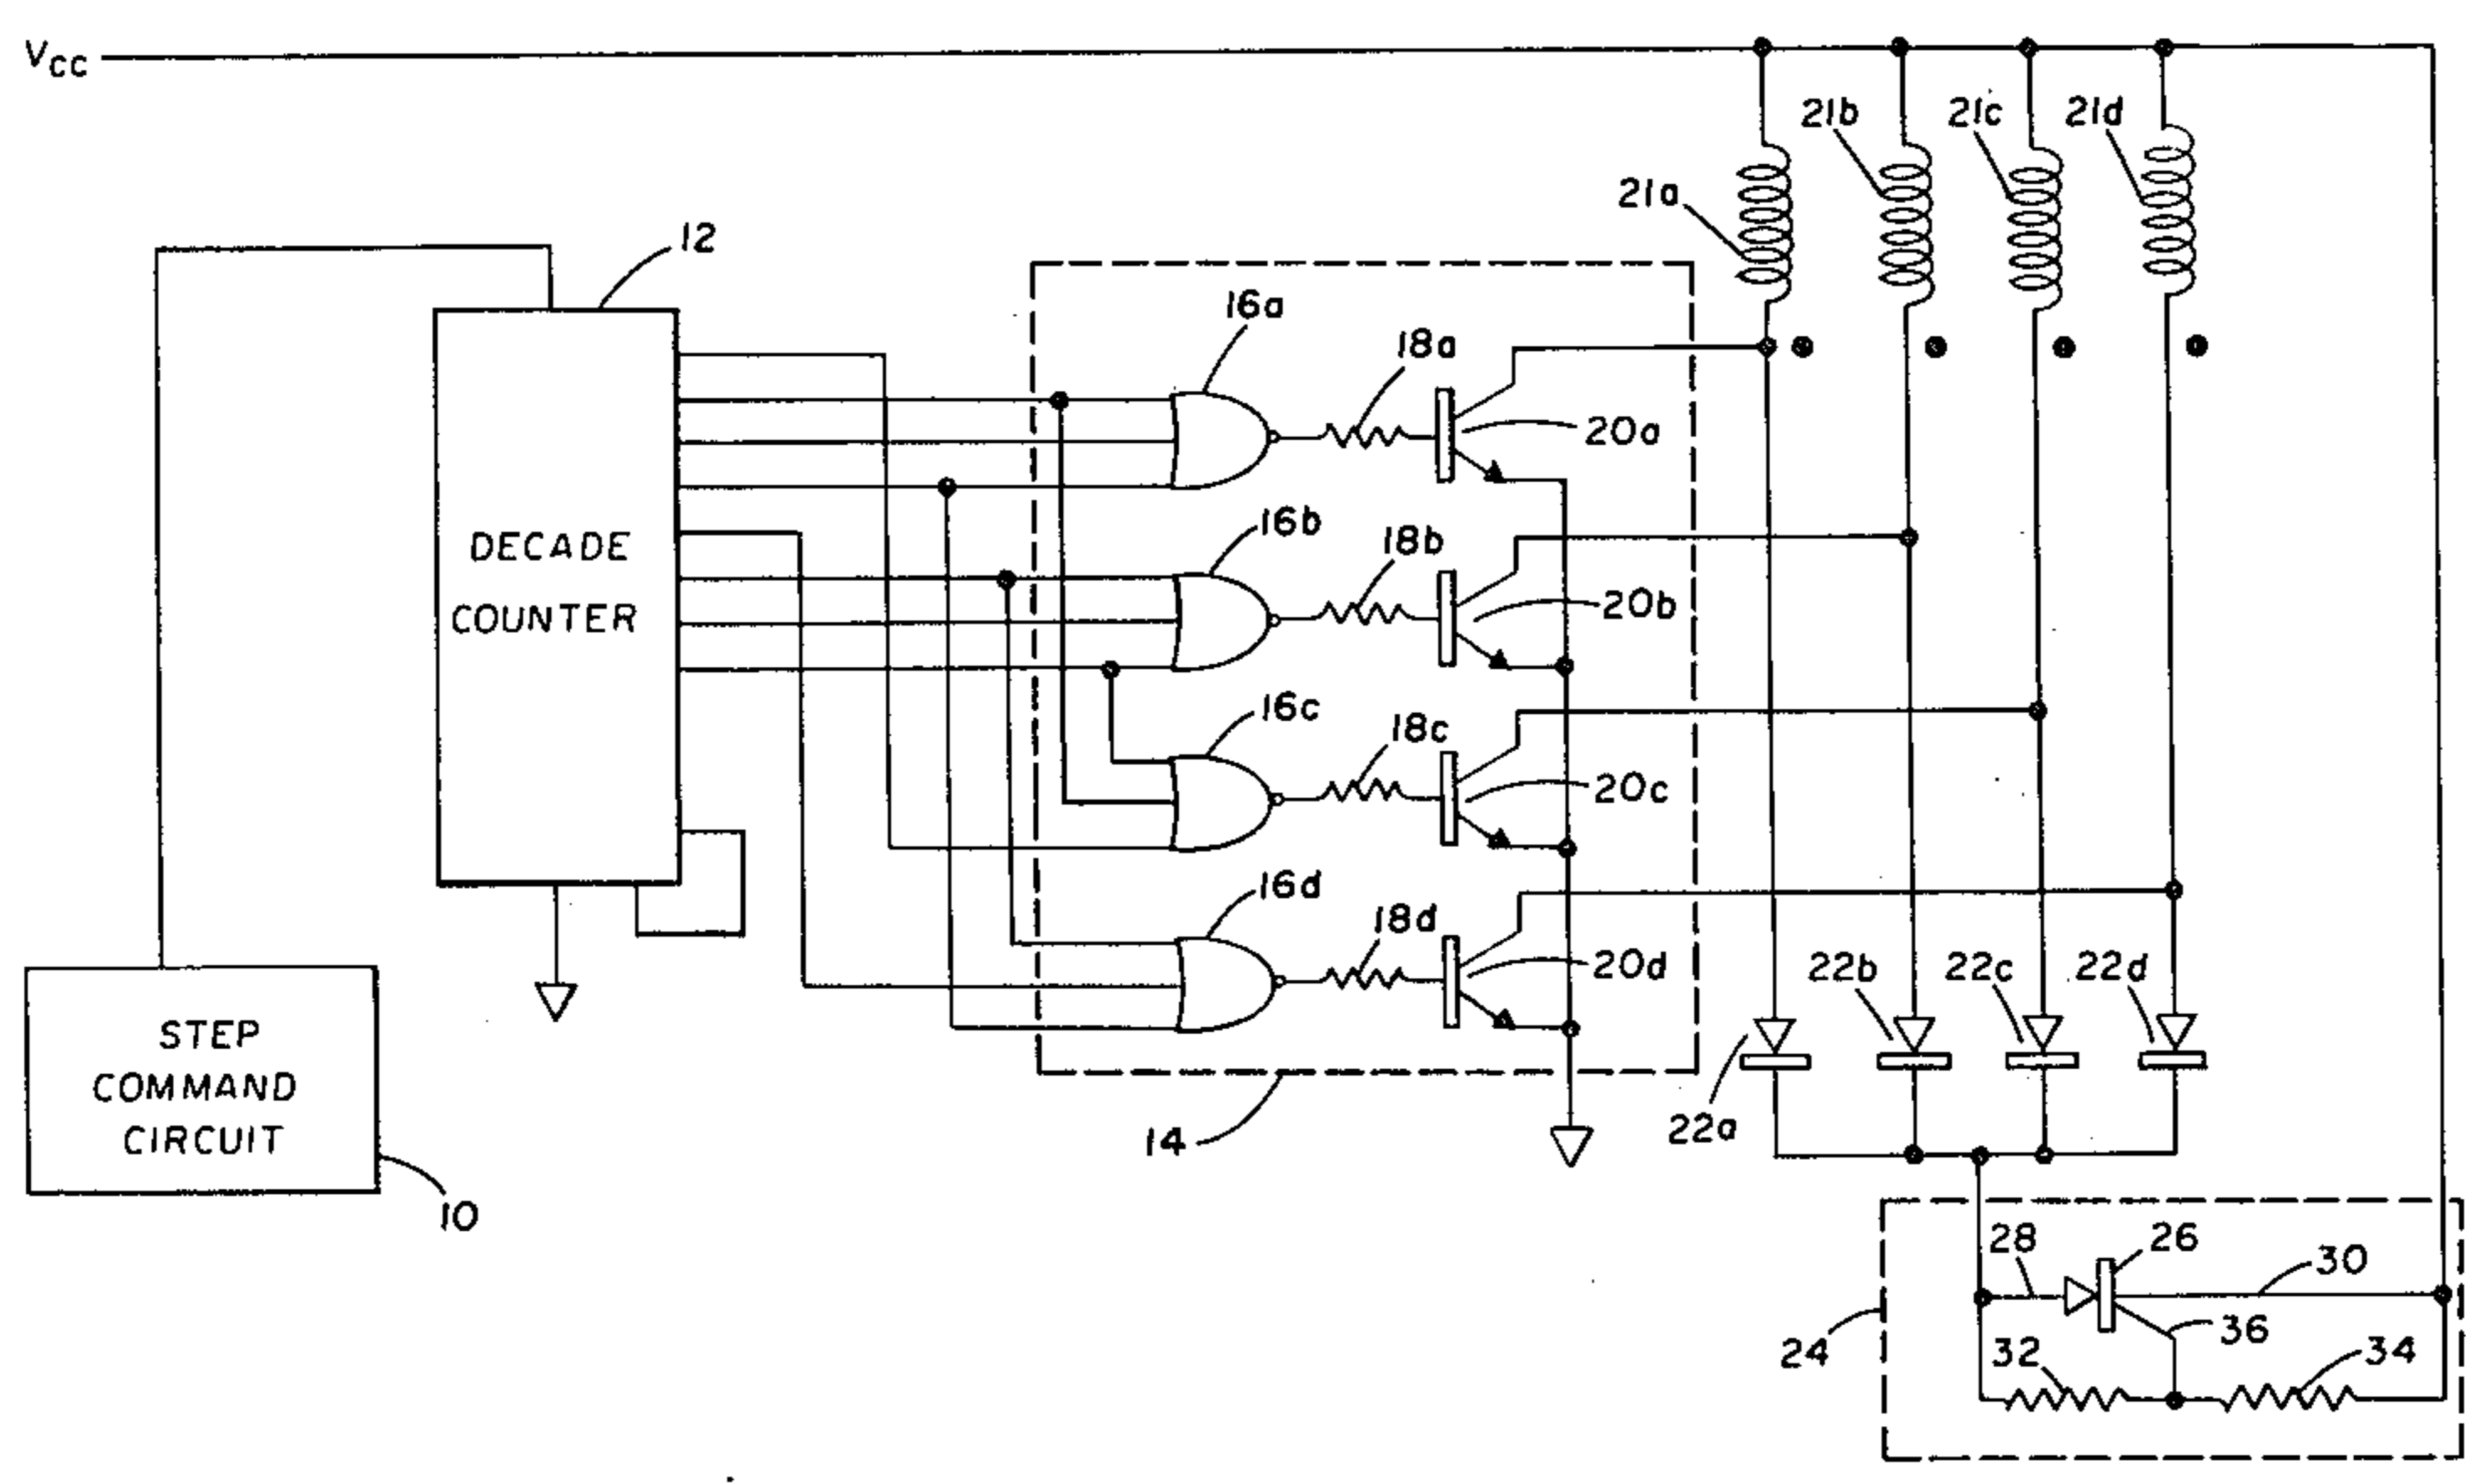 Vcc
21b
21c
21d
21a
12
16a
18a
20a
DECADE
COUNTER
16b
18b
20b
16c
18c
20c
16d
18d
20d
22b
22c
22d
22a
STEP
COMMAND
CIRCUIT
10
14
28
26
30
24
32
36
34